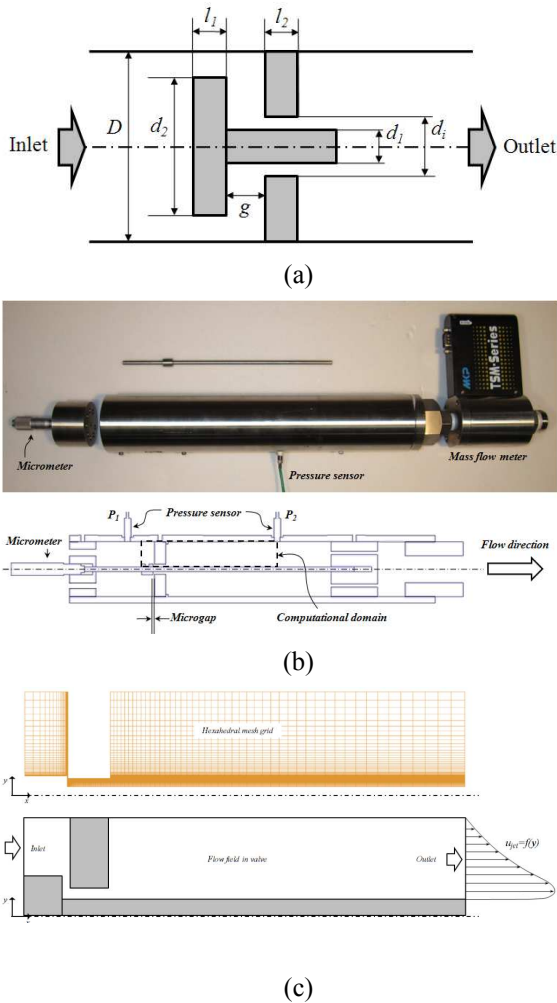 l₁ l₂
Inlet D d₂ d₁ dᵢ Outlet
g
(a)
MKP TSM-Series
Micrometer
Pressure sensor
Mass flow meter
P₁ Pressure sensor P₂
Micrometer
Flow direction
Microgap Computational domain
(b)
Hexahedral mesh grid
y
x
Inlet Flow field in valve Outlet u_jet=f(y)
y
(c)